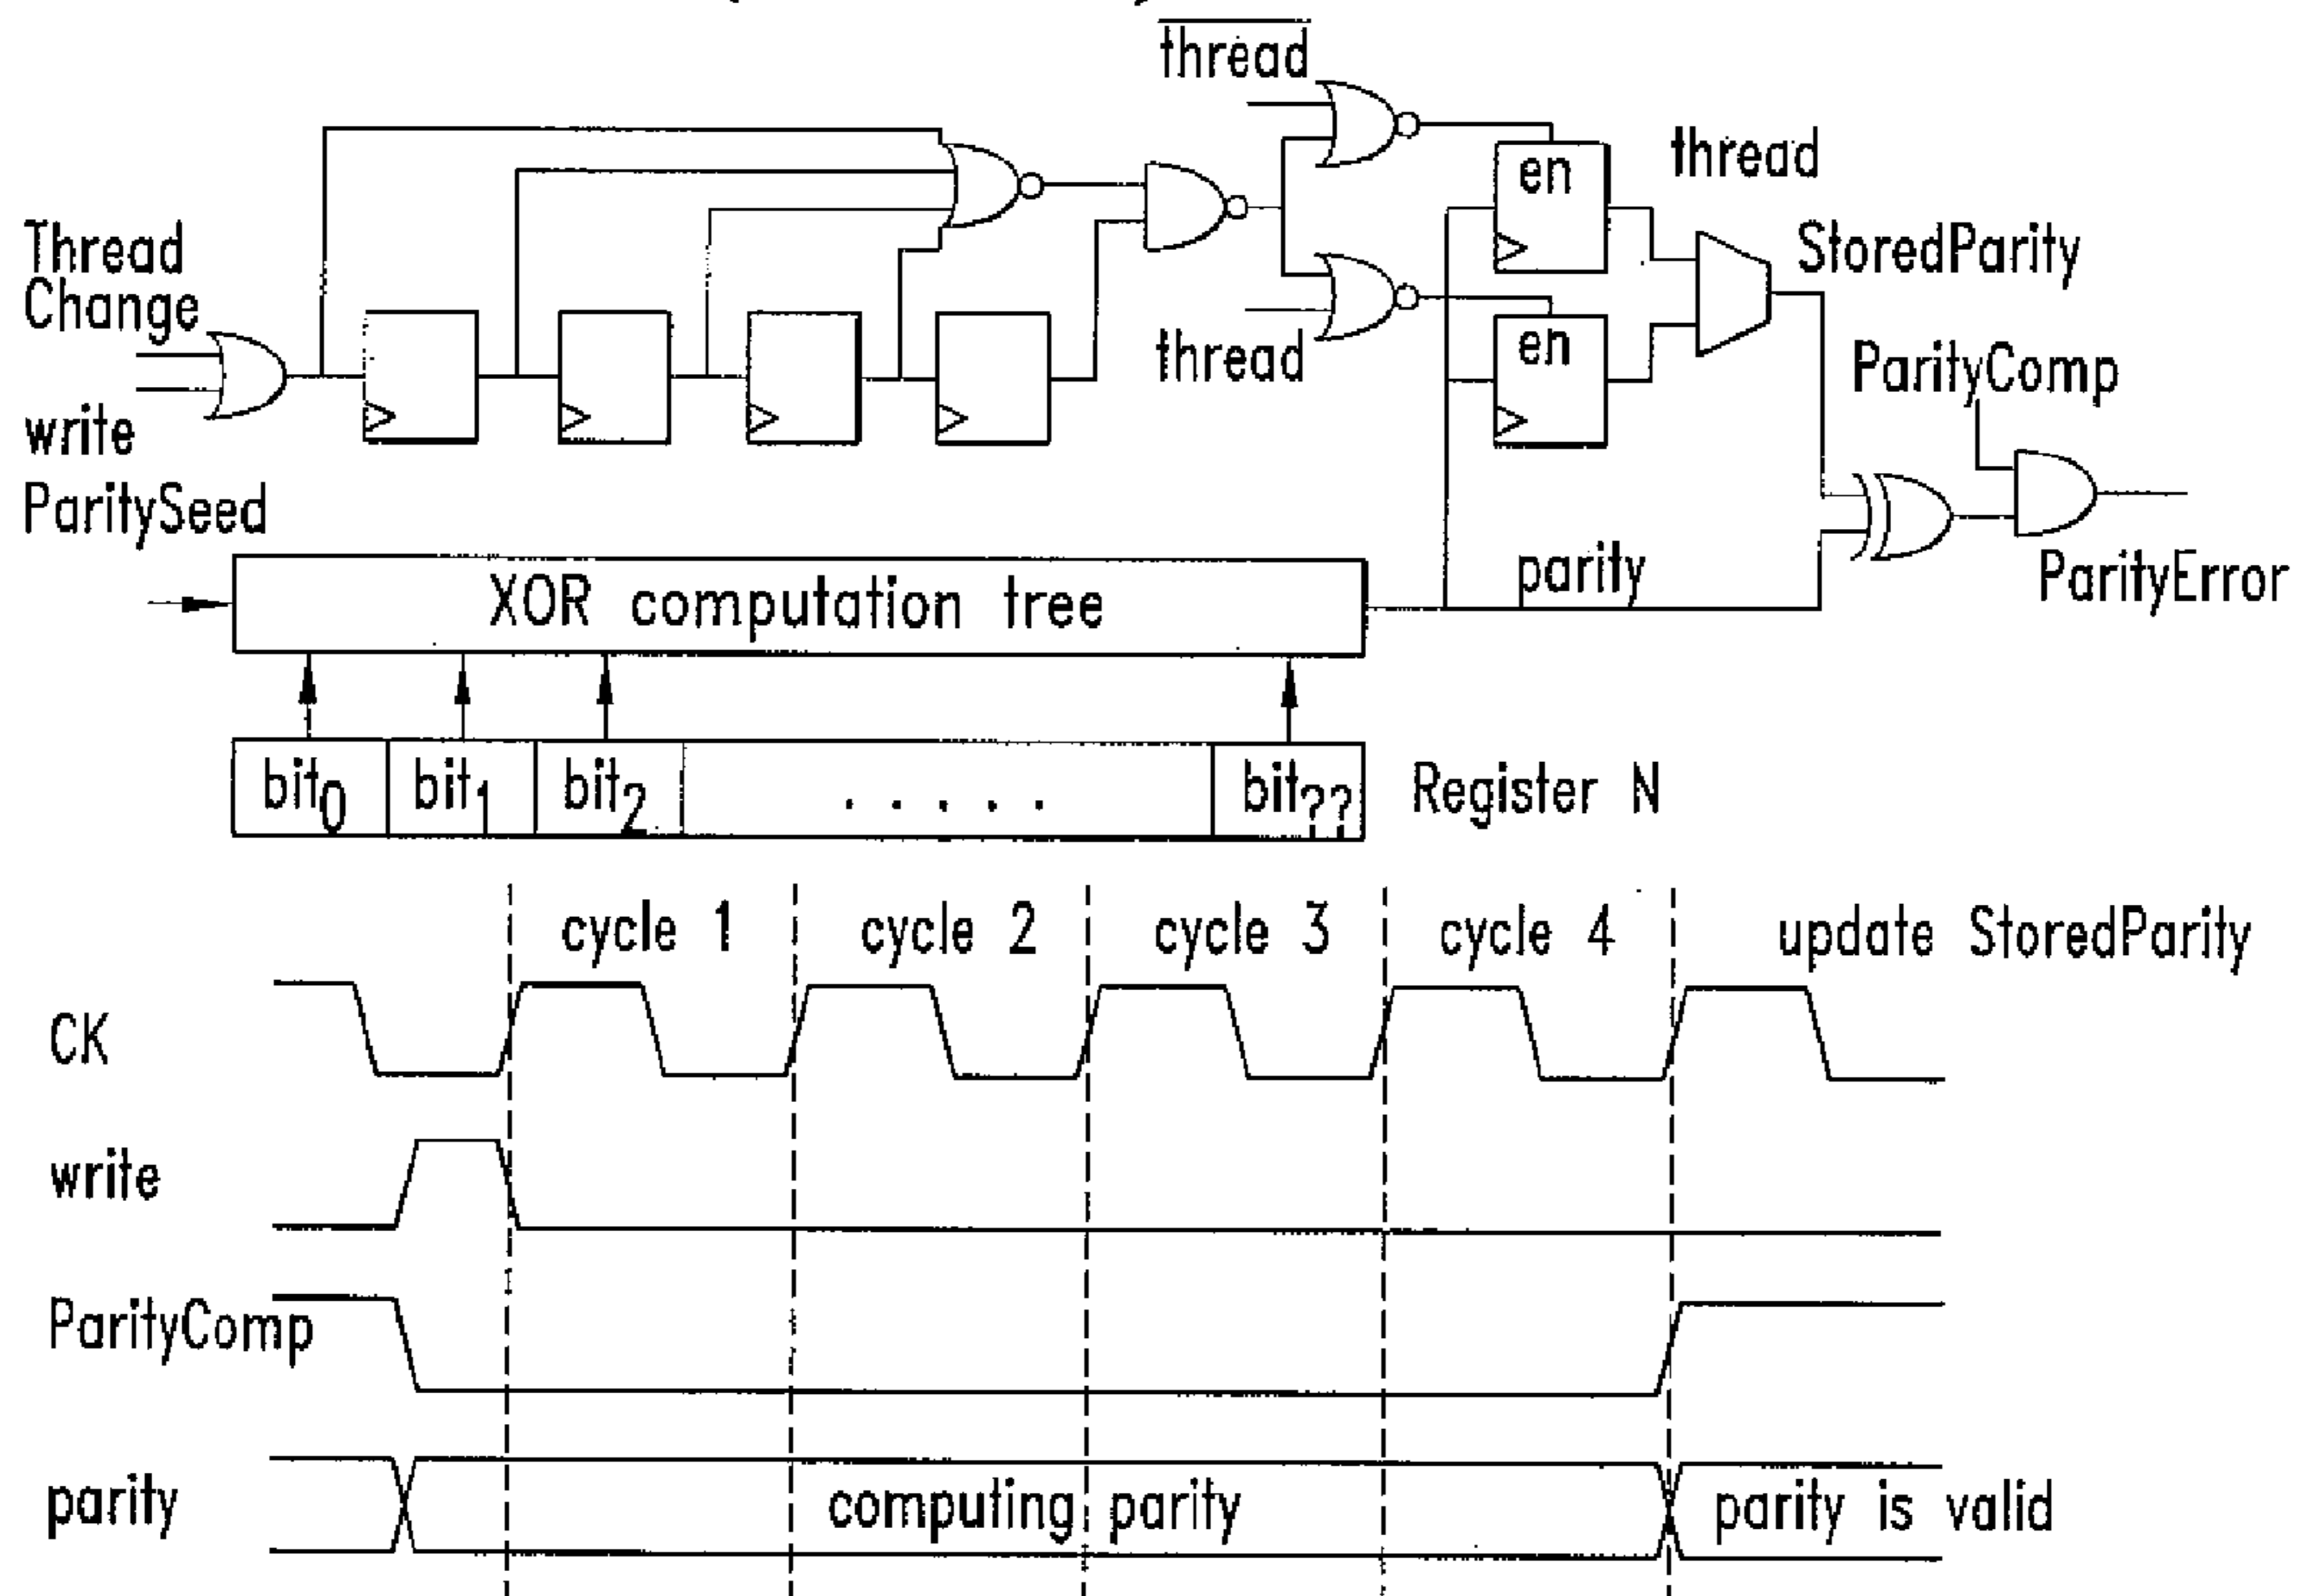 thread
thread
en
Thread
Change
StoredParity
en
thread
ParityComp
write
ParitySeed
parity
ParityError
XOR computation tree
bit0 bit1 bit2 ..... bit?? Register N
cycle 1 cycle 2 cycle 3 cycle 4 update StoredParity
CK
write
ParityComp
parity computing parity parity is valid